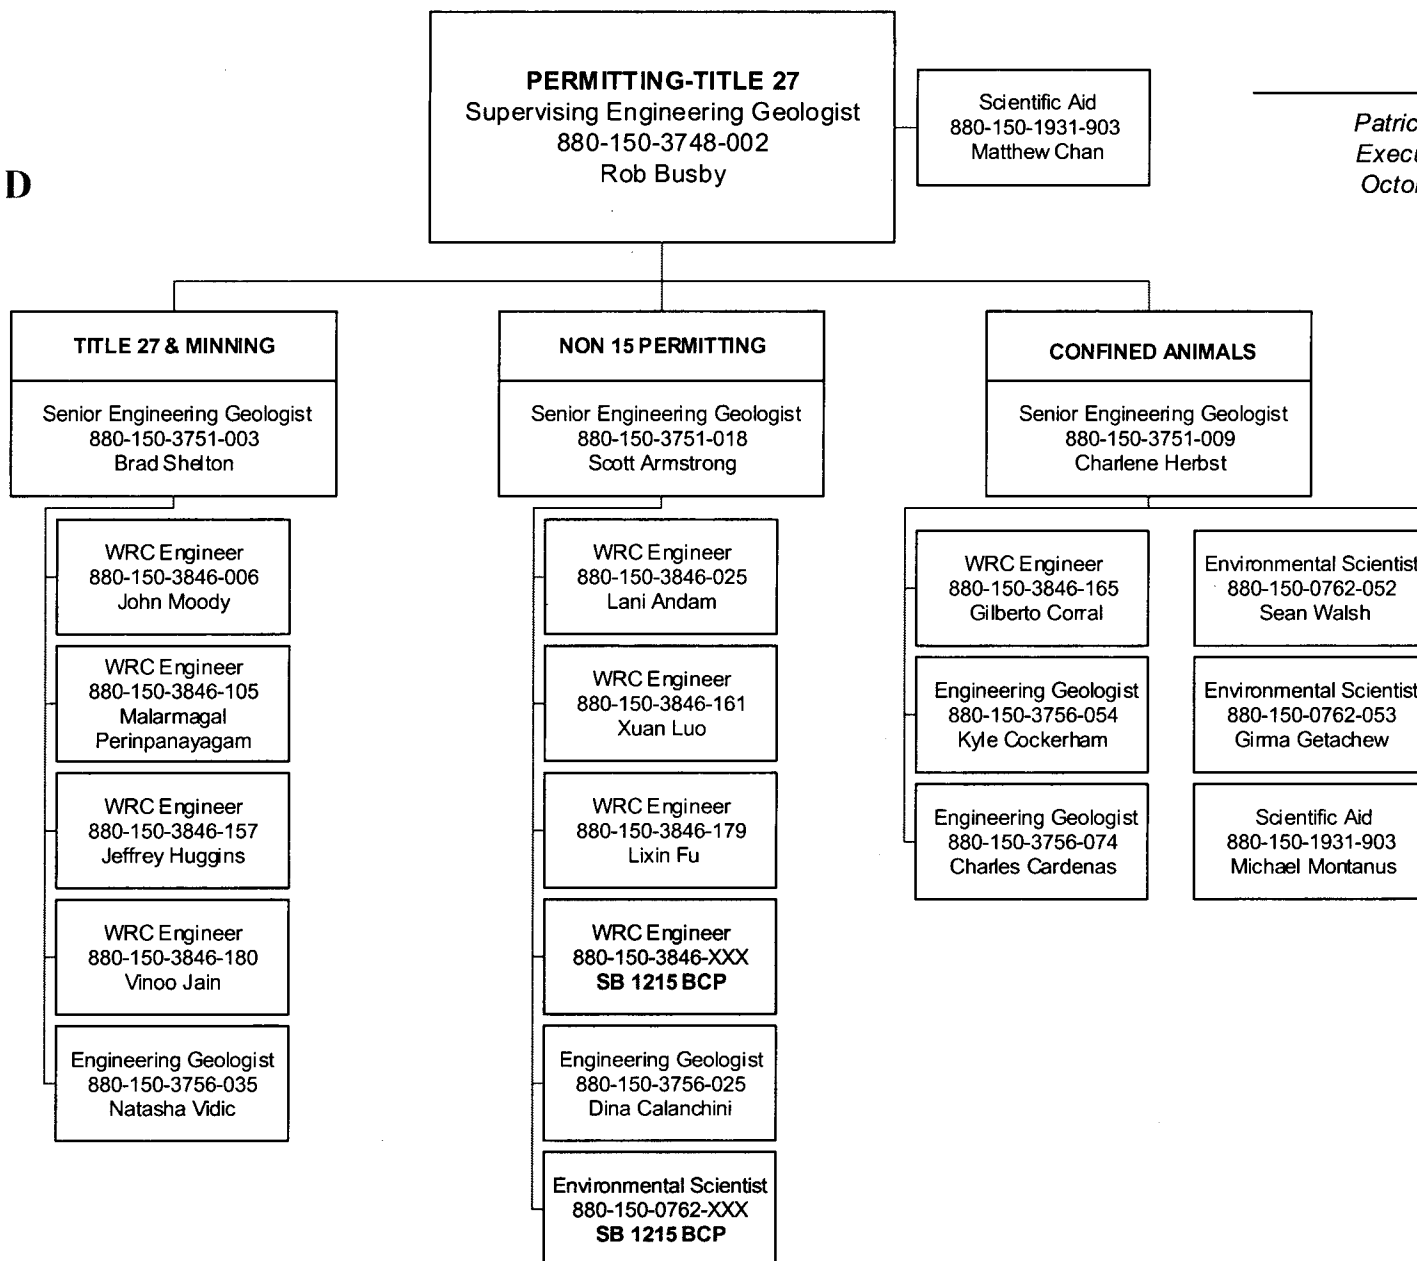 PERMITTING-TITLE 27
Supervising Engineering Geologist
880-150-3748-002
Rob Busby
Scientific Aid
880-150-1931-903
Matthew Chan
Patric
Execu
Octo
D
TITLE 27 & MINNING
Senior Engineering Geologist
880-150-3751-003
Brad Shelton
WRC Engineer
880-150-3846-006
John Moody
WRC Engineer
880-150-3846-105
Malarmagal
Perinpanayagam
WRC Engineer
880-150-3846-157
Jeffrey Huggins
WRC Engineer
880-150-3846-180
Vinoo Jain
Engineering Geologist
880-150-3756-035
Natasha Vidic
NON 15 PERMITTING
Senior Engineering Geologist
880-150-3751-018
Scott Armstrong
WRC Engineer
880-150-3846-025
Lani Andam
WRC Engineer
880-150-3846-161
Xuan Luo
WRC Engineer
880-150-3846-179
Lixin Fu
WRC Engineer
880-150-3846-XXX
SB 1215 BCP
Engineering Geologist
880-150-3756-025
Dina Calanchini
Environmental Scientist
880-150-0762-XXX
SB 1215 BCP
CONFINED ANIMALS
Senior Engineering Geologist
880-150-3751-009
Charlene Herbst
WRC Engineer
880-150-3846-165
Gilberto Corral
Engineering Geologist
880-150-3756-054
Kyle Cockerham
Engineering Geologist
880-150-3756-074
Charles Cardenas
Environmental Scientist
880-150-0762-052
Sean Walsh
Environmental Scientist
880-150-0762-053
Girma Getachew
Scientific Aid
880-150-1931-903
Michael Montanus